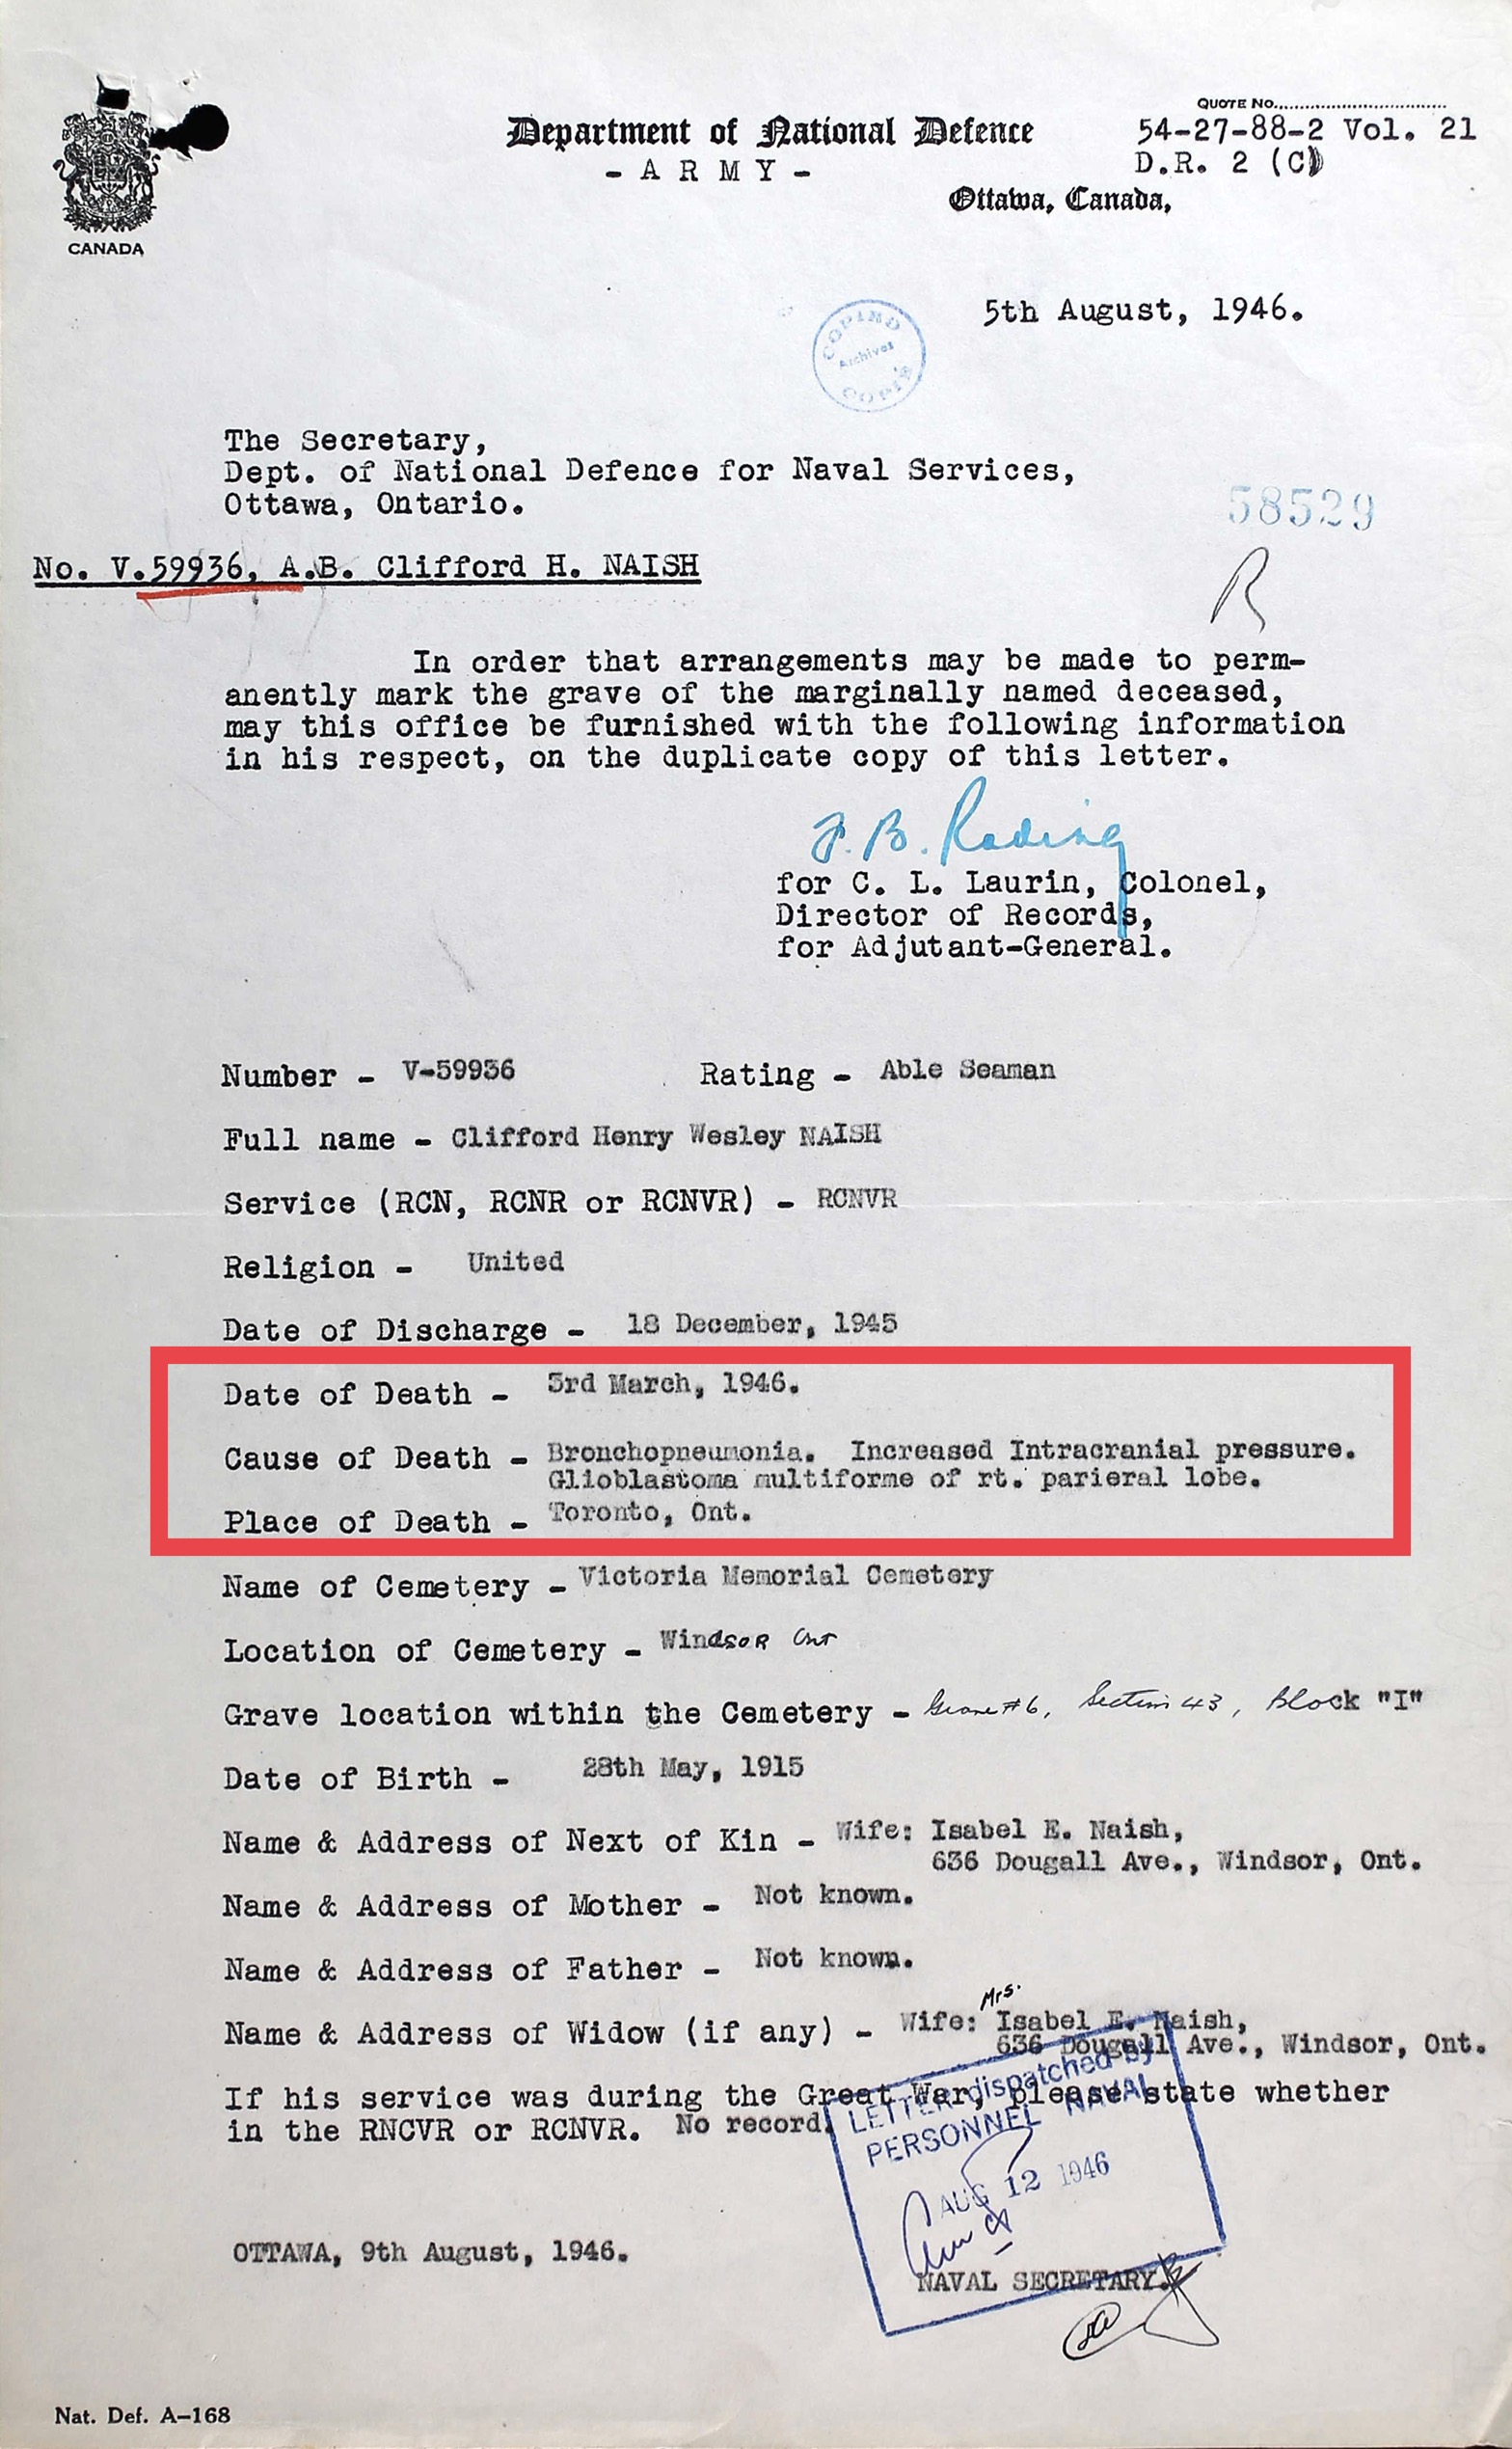 QUOTE No.
Department of National Defence
54-27-88-2 Vol. 21
- A R M Y -
D.R. 2 (C)
Ottawa, Canada,
CANADA
5th August, 1946.
COPIED
Archives
COPIÉ
The Secretary,
Dept. of National Defence for Naval Services,
Ottawa, Ontario.
58529
No. V.59936, A.B. Clifford H. NAISH
R
In order that arrangements may be made to perm-
anently mark the grave of the marginally named deceased,
may this office be furnished with the following information
in his respect, on the duplicate copy of this letter.
F. B. Rading
for C. L. Laurin, Colonel,
Director of Records,
for Adjutant-General.
Number - V-59936 Rating - Able Seaman
Full name - Clifford Henry Wesley NAISH
Service (RCN, RCNR or RCNVR) - RCNVR
Religion - United
Date of Discharge - 18 December, 1945
Date of Death - 3rd March, 1946.
Cause of Death - Bronchopneumonia. Increased Intracranial pressure.
Glioblastoma multiforme of rt. parieral lobe.
Place of Death - Toronto, Ont.
Name of Cemetery - Victoria Memorial Cemetery
Location of Cemetery - Windsor Ont
Grave location within the Cemetery - Grave #6, Section 43, Block "I"
Date of Birth - 28th May, 1915
Name & Address of Next of Kin - Wife: Isabel E. Naish,
636 Dougall Ave., Windsor, Ont.
Name & Address of Mother - Not known.
Name & Address of Father - Not known.
Mrs.
Name & Address of Widow (if any) - Wife: Isabel E. Naish,
636 Dougall Ave., Windsor, Ont.
If his service was during the Great War, please state whether
in the RNCVR or RCNVR. No record.
LETTER dispatched by
PERSONNEL NAVAL
AUG 12 1946
OTTAWA, 9th August, 1946.
NAVAL SECRETARY.
Nat. Def. A-168